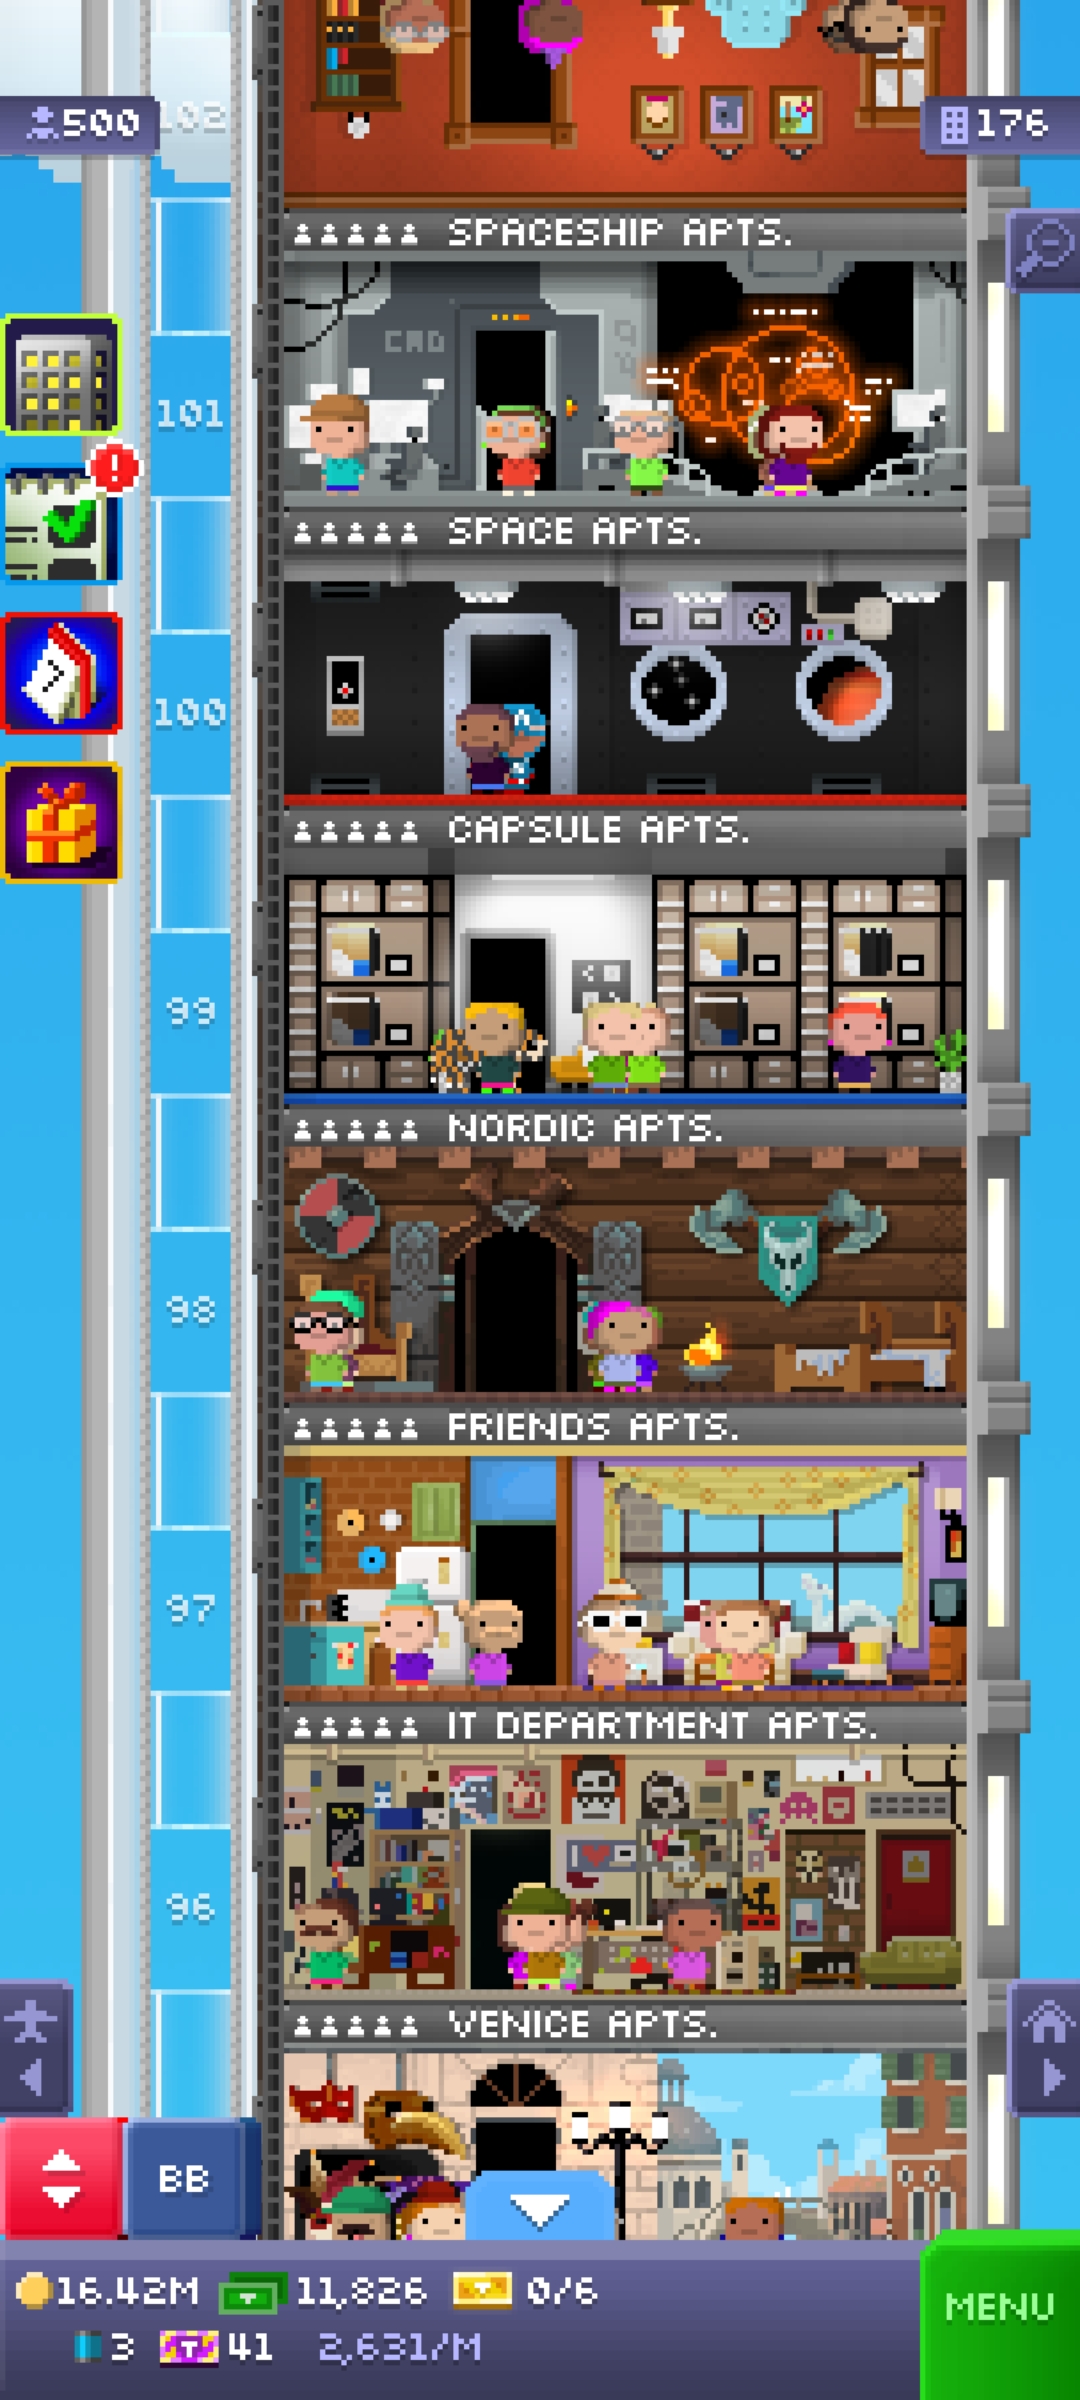 102
500
176
SPACESHIP APTS.
CAD
101
SPACE APTS.
100
CAPSULE APTS.
99
NORDIC APTS.
98
FRIENDS APTS.
97
IT DEPARTMENT APTS.
96
VENICE APTS.
BB
16.42M 11,826 0/6
MENU
3 41 2,631/M